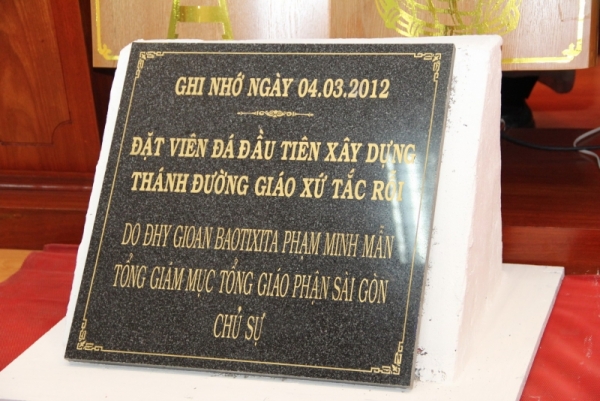 GHI NHỚ NGÀY 04.03.2012
ĐẶT VIÊN ĐÁ ĐẦU TIÊN XÂY DỰNG
THÁNH ĐƯỜNG GIÁO XỨ TẮC RỖI
DO ĐHY GIOAN BAOTIXITA PHẠM MINH MẪN
TỔNG GIÁM MỤC TỔNG GIÁO PHẬN SÀI GÒN
CHỦ SỰ